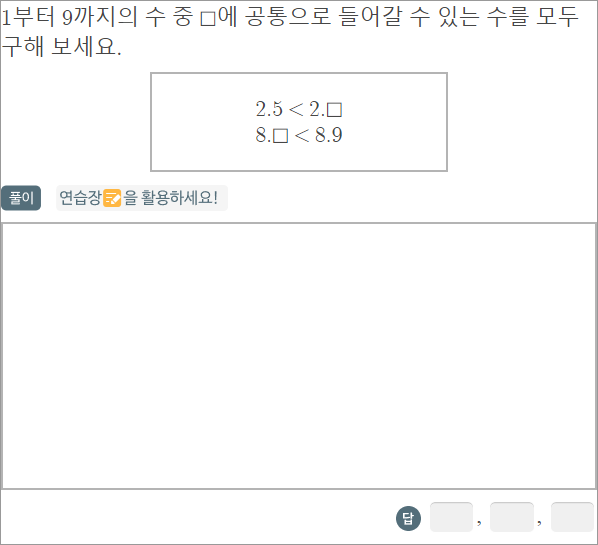 1부터 9까지의 수 중 □에 공통으로 들어갈 수 있는 수를 모두
구해 보세요.
2.5 < 2.□
8.□ < 8.9
풀이 연습장을 활용하세요!
답 , ,